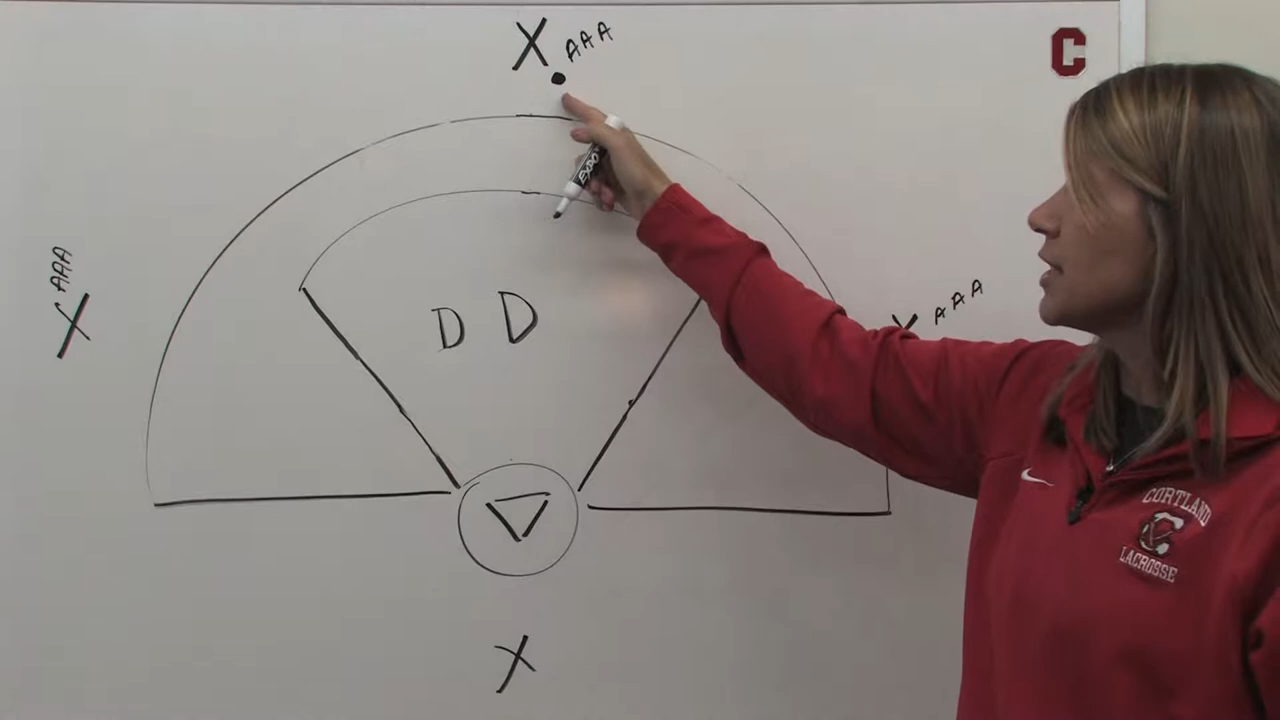 X AAA
C
EXPO
X AAA
X AAA
D D
X
CORTLAND
C
LACROSSE